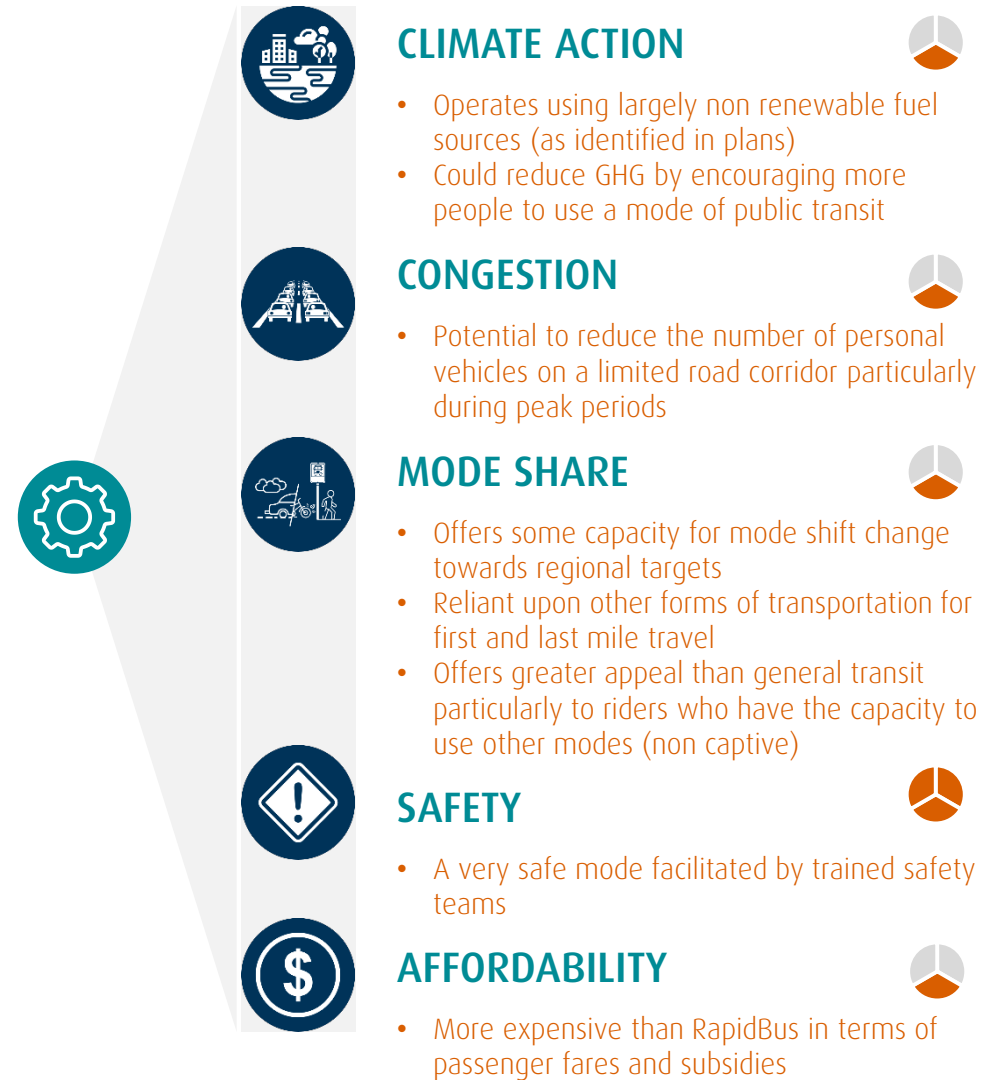 CLIMATE ACTION
• Operates using largely non renewable fuel
sources (as identified in plans)
• Could reduce GHG by encouraging more
people to use a mode of public transit
CONGESTION
• Potential to reduce the number of personal
vehicles on a limited road corridor particularly
during peak periods
MODE SHARE
• Offers some capacity for mode shift change
towards regional targets
• Reliant upon other forms of transportation for
first and last mile travel
• Offers greater appeal than general transit
particularly to riders who have the capacity to
use other modes (non captive)
!
SAFETY
• A very safe mode facilitated by trained safety
teams
$
AFFORDABILITY
• More expensive than RapidBus in terms of
passenger fares and subsidies